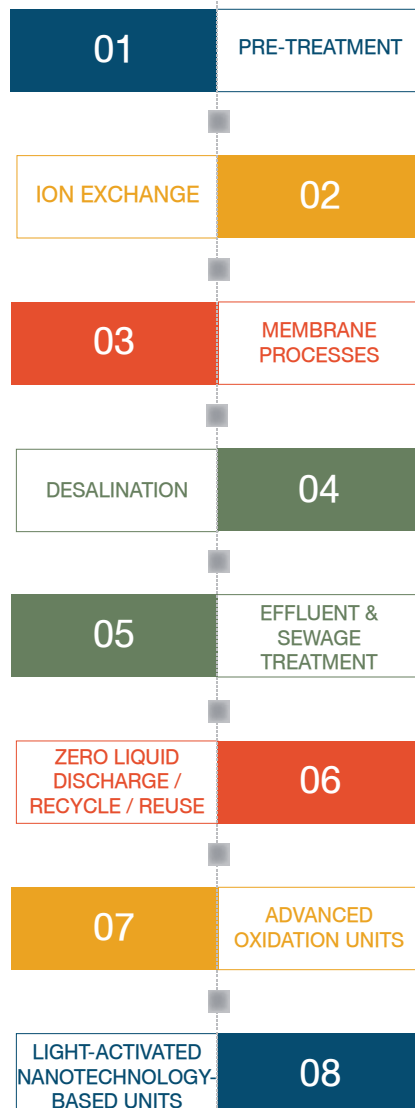 01
PRE-TREATMENT
ION EXCHANGE
02
03
MEMBRANE
PROCESSES
DESALINATION
04
05
EFFLUENT &
SEWAGE
TREATMENT
ZERO LIQUID
DISCHARGE /
RECYCLE / REUSE
06
07
ADVANCED
OXIDATION UNITS
LIGHT-ACTIVATED
NANOTECHNOLOGY-
BASED UNITS
08